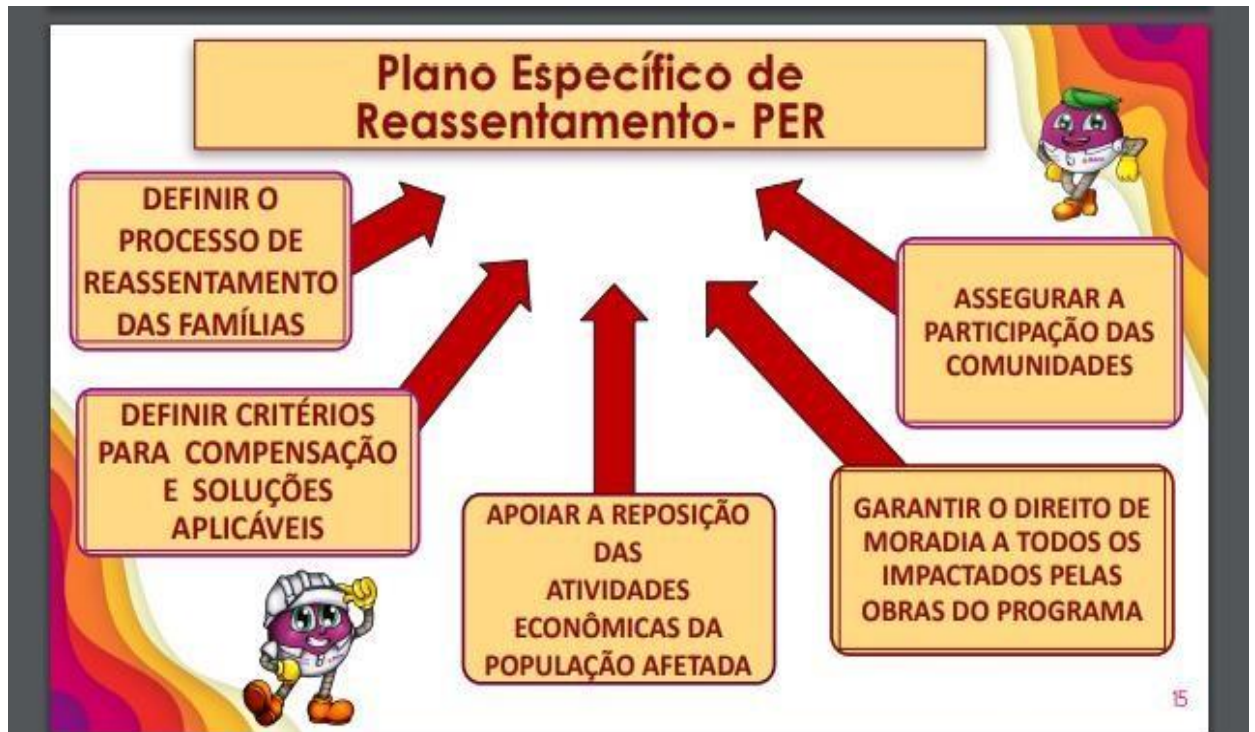 Plano Específico de
Reassentamento- PER
DEFINIR O
PROCESSO DE
REASSENTAMENTO
DAS FAMÍLIAS
DEFINIR CRITÉRIOS
PARA COMPENSAÇÃO
E SOLUÇÕES
APLICÁVEIS
APOIAR A REPOSIÇÃO
DAS
ATIVIDADES
ECONÔMICAS DA
POPULAÇÃO AFETADA
GARANTIR O DIREITO DE
MORADIA A TODOS OS
IMPACTADOS PELAS
OBRAS DO PROGRAMA
ASSEGURAR A
PARTICIPAÇÃO DAS
COMUNIDADES
15